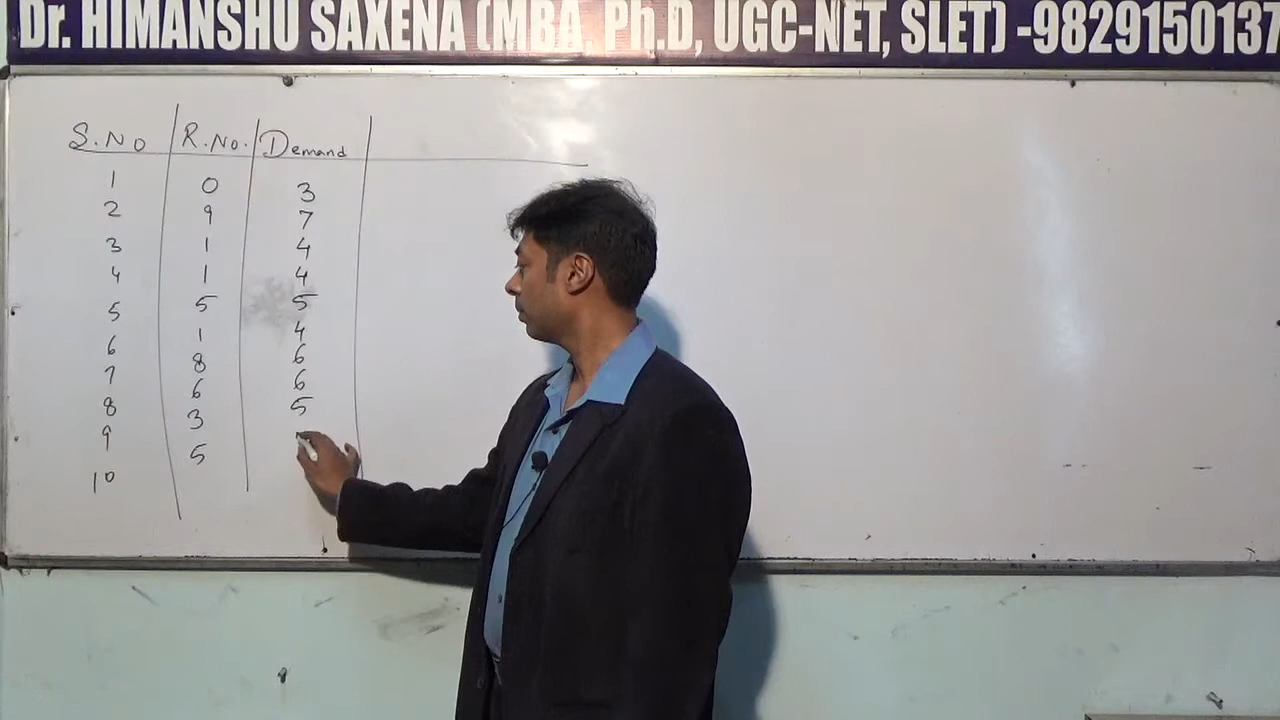 Dr. HIMANSHU SAXENA (MBA, Ph.D, UGC-NET, SLET) -9829150137
S.No R.No. Demand
1 0 3
2 9 7
3 1 4
4 1 4
5 5 5
6 1 4
7 8 6
8 6 6
9 3 5
10 5